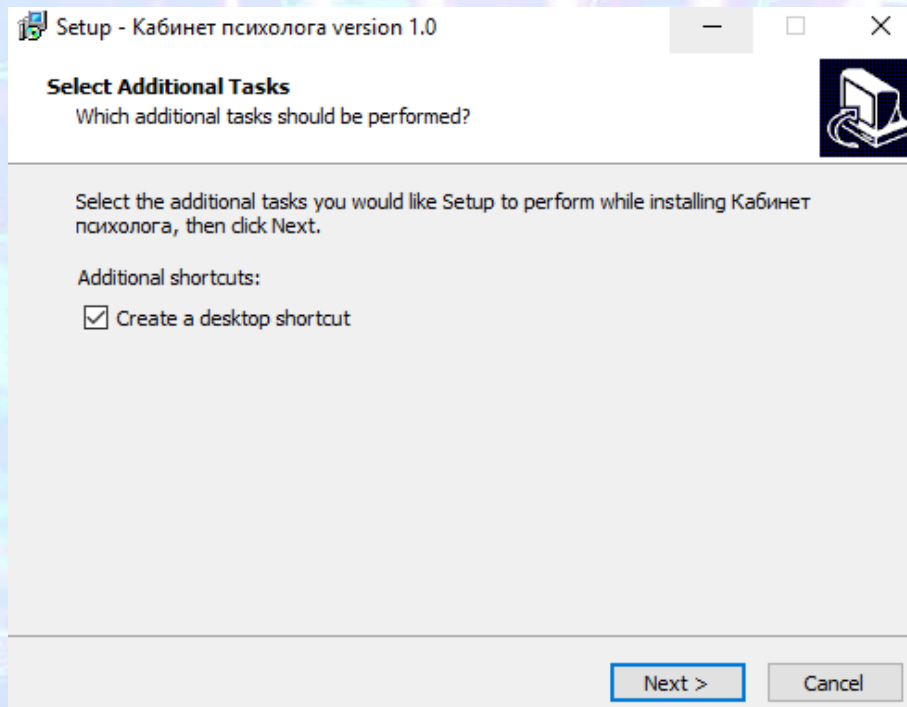 Setup - Кабинет психолога version 1.0
Select Additional Tasks
Which additional tasks should be performed?
Select the additional tasks you would like Setup to perform while installing Кабинет
психолога, then click Next.
Additional shortcuts:
Create a desktop shortcut
Next >
Cancel